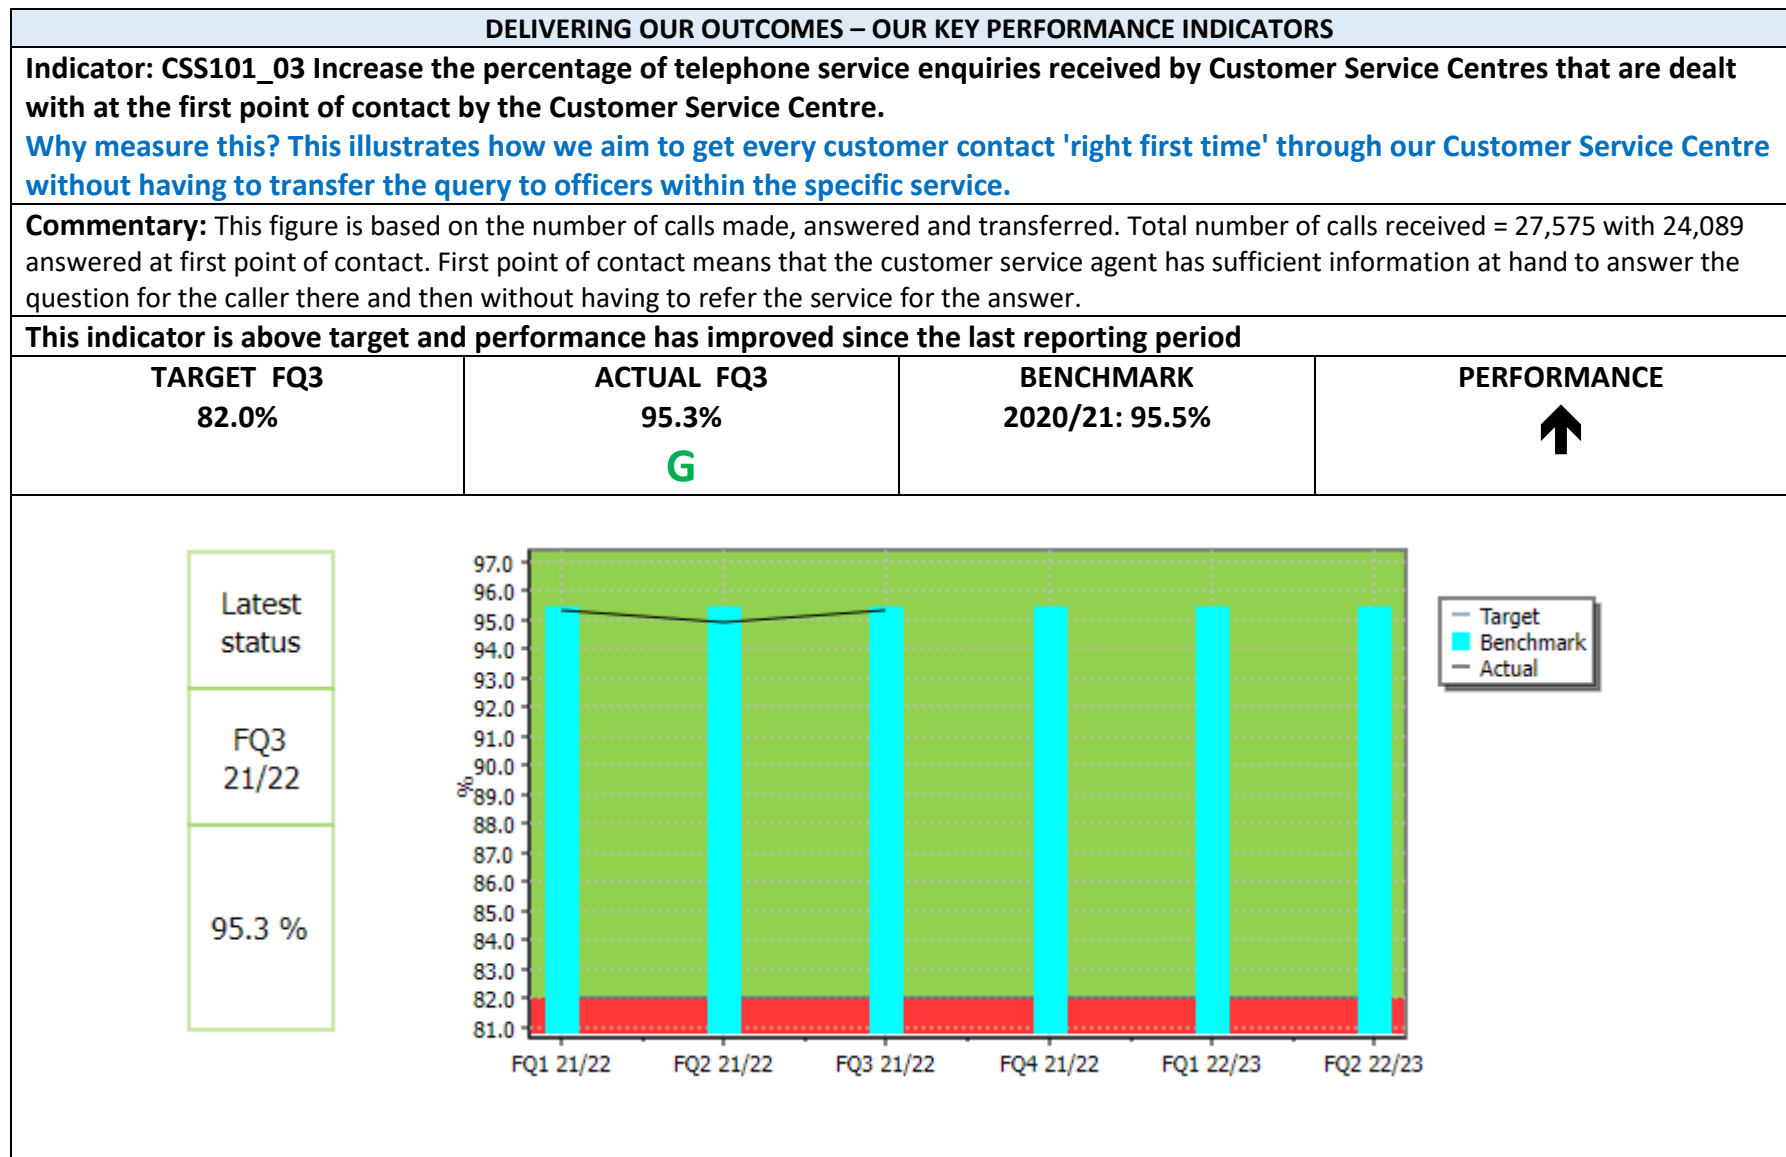 DELIVERING OUR OUTCOMES – OUR KEY PERFORMANCE INDICATORS
Indicator: CSS101_03 Increase the percentage of telephone service enquiries received by Customer Service Centres that are dealt
with at the first point of contact by the Customer Service Centre.
Why measure this? This illustrates how we aim to get every customer contact 'right first time' through our Customer Service Centre
without having to transfer the query to officers within the specific service.
Commentary: This figure is based on the number of calls made, answered and transferred. Total number of calls received = 27,575 with 24,089
answered at first point of contact. First point of contact means that the customer service agent has sufficient information at hand to answer the
question for the caller there and then without having to refer the service for the answer.
This indicator is above target and performance has improved since the last reporting period
TARGET FQ3
82.0%
ACTUAL FQ3
95.3%
G
BENCHMARK
2020/21: 95.5%
PERFORMANCE
Latest
status
FQ3
21/22
95.3 %
%
97.0
96.0
95.0
94.0
93.0
92.0
91.0
90.0
89.0
88.0
87.0
86.0
85.0
84.0
83.0
82.0
81.0
FQ1 21/22
FQ2 21/22
FQ3 21/22
FQ4 21/22
FQ1 22/23
FQ2 22/23
Target
Benchmark
Actual